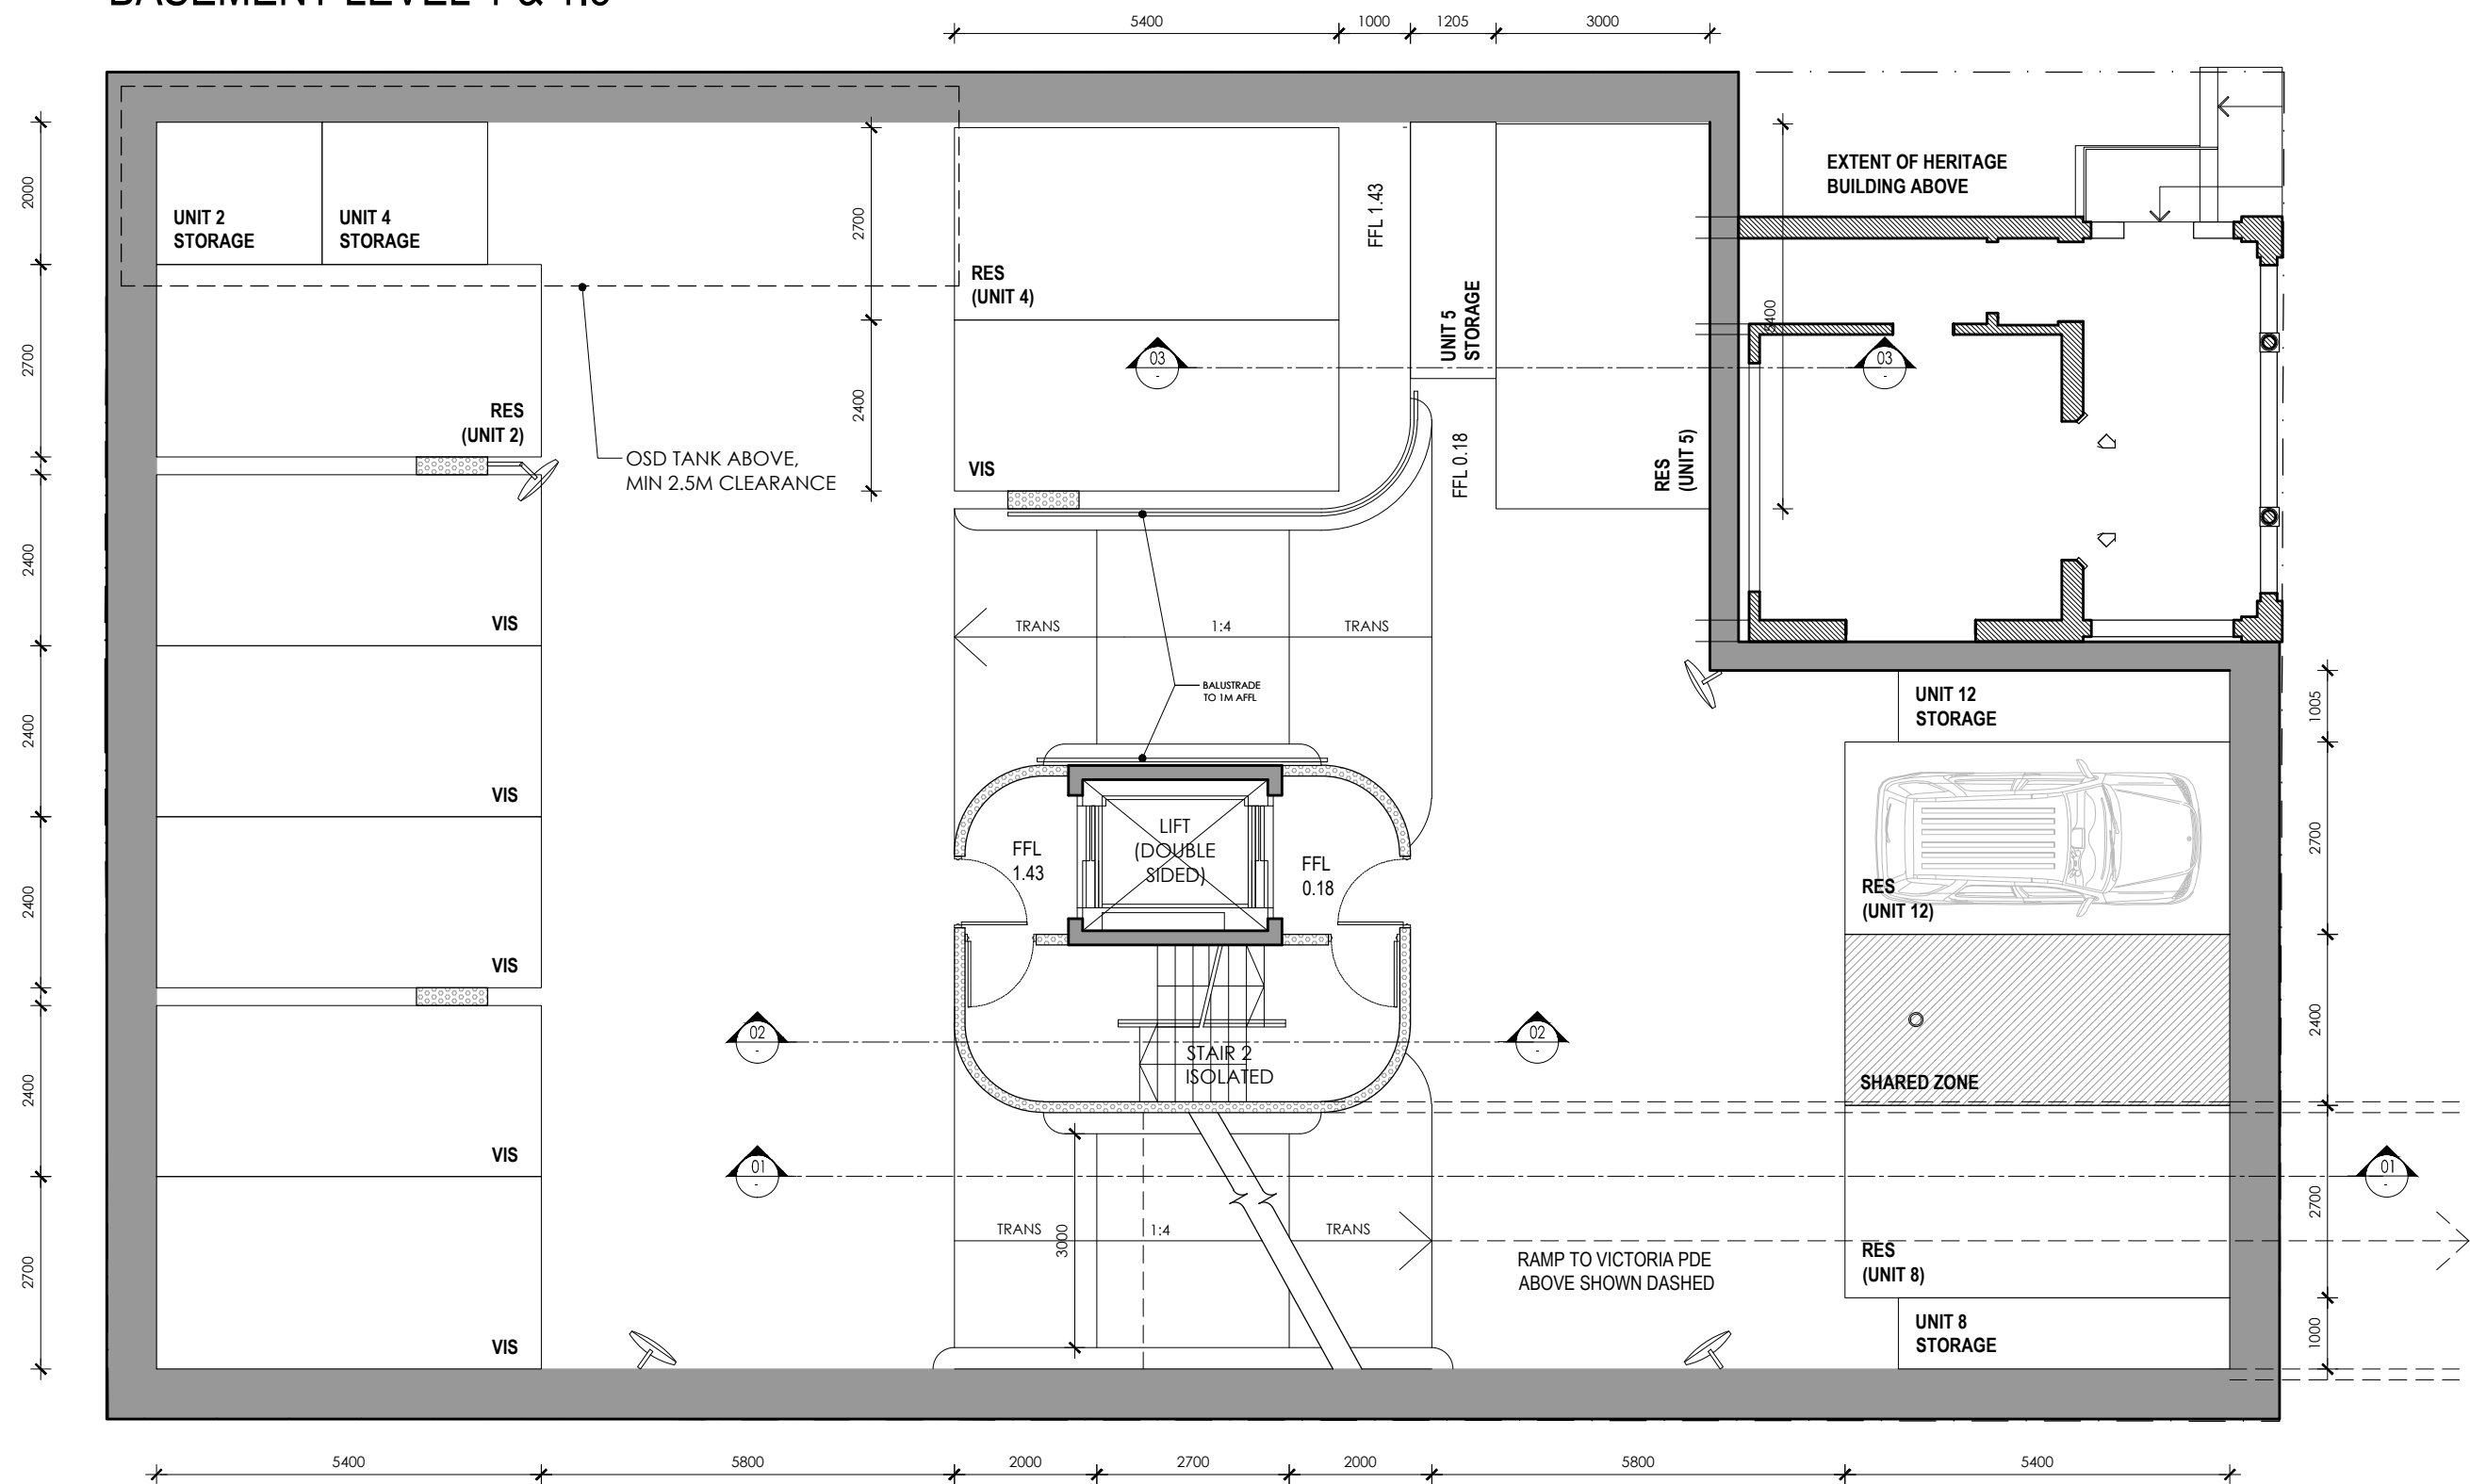 5400
1000
1205
3000
2000
2700
2400
2400
2400
2400
2700
UNIT 2
STORAGE
UNIT 4
STORAGE
2700
2400
RES
(UNIT 4)
FFL 1.43
UNIT 5
STORAGE
5400
EXTENT OF HERITAGE
BUILDING ABOVE
03
-
03
-
RES
(UNIT 2)
OSD TANK ABOVE,
MIN 2.5M CLEARANCE
VIS
FFL 0.18
RES
(UNIT 5)
VIS
TRANS
1:4
TRANS
BALUSTRADE
TO 1M AFFL
UNIT 12
STORAGE
1005
VIS
LIFT
(DOUBLE
SIDED)
FFL
1.43
FFL
0.18
2700
RES
(UNIT 12)
VIS
02
-
02
-
2400
STAIR 2
ISOLATED
SHARED ZONE
VIS
01
-
01
-
TRANS
3000
1:4
TRANS
2700
RAMP TO VICTORIA PDE
ABOVE SHOWN DASHED
RES
(UNIT 8)
VIS
UNIT 8
STORAGE
1000
5400
5800
2000
2700
2000
5800
5400